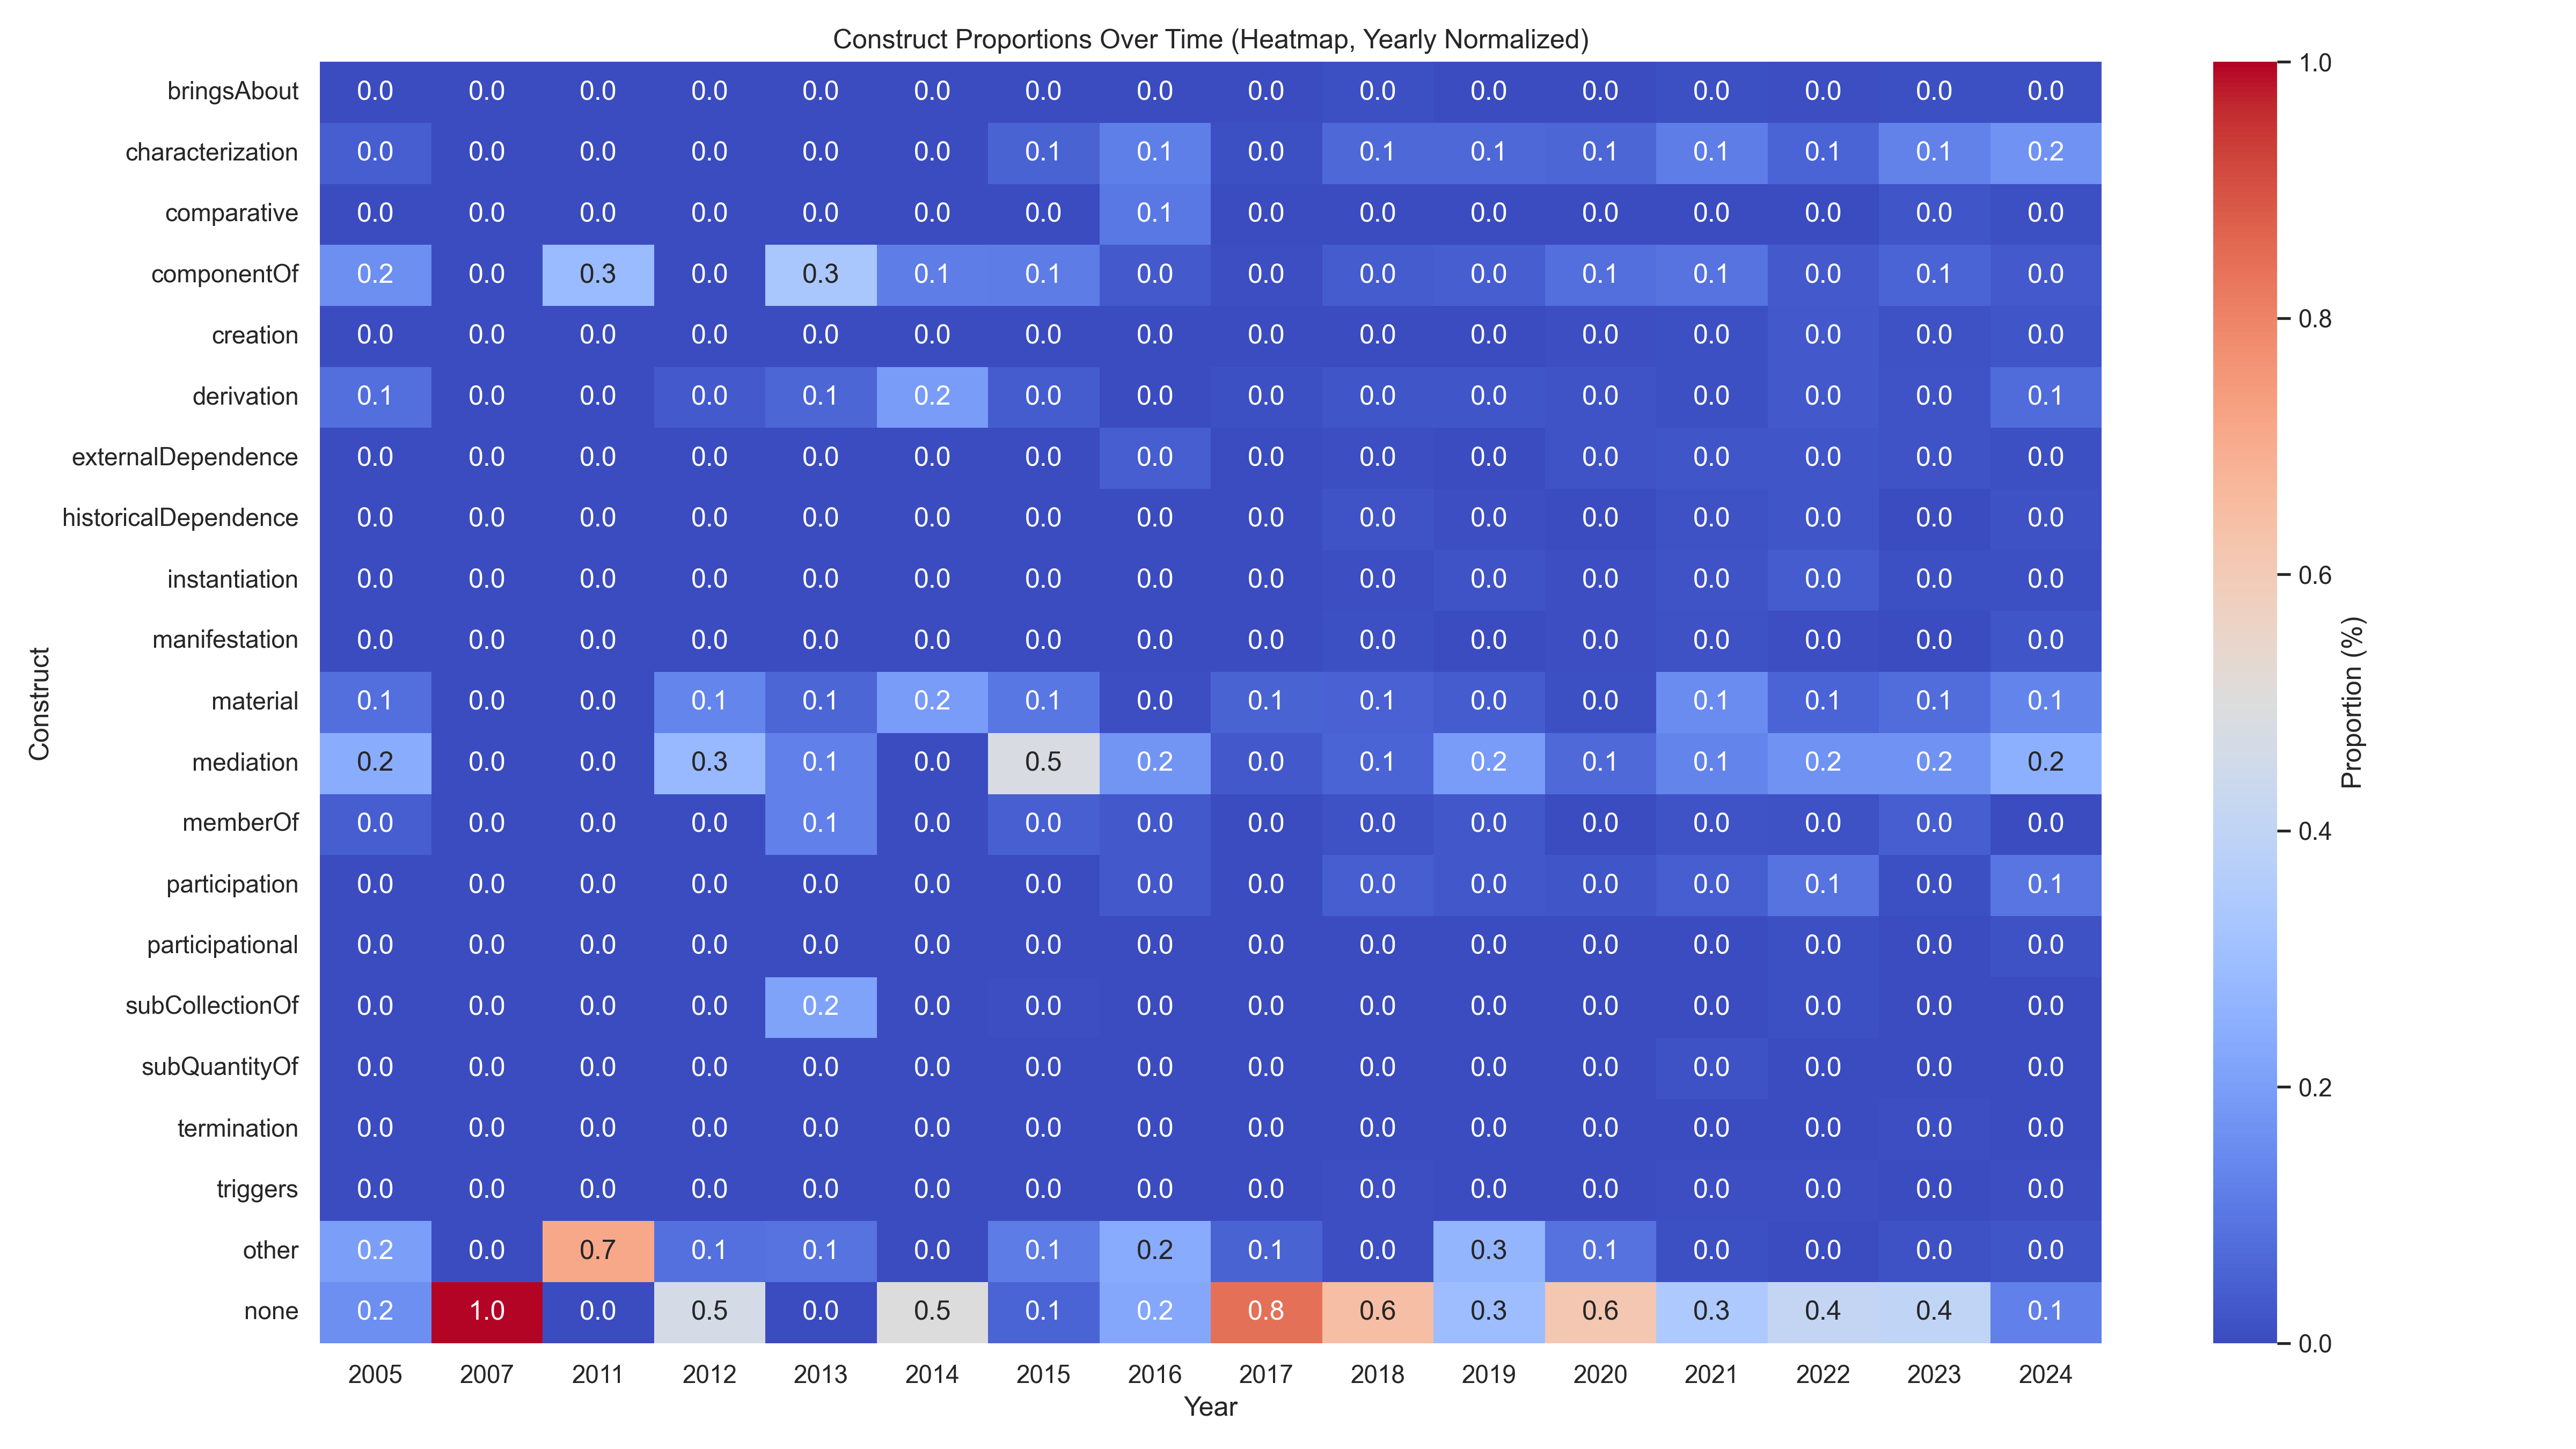 Construct Proportions Over Time (Heatmap, Yearly Normalized)
bringsAbout 0.0 0.0 0.0 0.0 0.0 0.0 0.0 0.0 0.0 0.0 0.0 0.0 0.0 0.0 0.0 0.0
characterization 0.0 0.0 0.0 0.0 0.0 0.0 0.1 0.1 0.0 0.1 0.1 0.1 0.1 0.1 0.1 0.2
comparative 0.0 0.0 0.0 0.0 0.0 0.0 0.0 0.1 0.0 0.0 0.0 0.0 0.0 0.0 0.0 0.0
componentOf 0.2 0.0 0.3 0.0 0.3 0.1 0.1 0.0 0.0 0.0 0.0 0.1 0.1 0.0 0.1 0.0
creation 0.0 0.0 0.0 0.0 0.0 0.0 0.0 0.0 0.0 0.0 0.0 0.0 0.0 0.0 0.0 0.0
derivation 0.1 0.0 0.0 0.0 0.1 0.2 0.0 0.0 0.0 0.0 0.0 0.0 0.0 0.0 0.0 0.1
externalDependence 0.0 0.0 0.0 0.0 0.0 0.0 0.0 0.0 0.0 0.0 0.0 0.0 0.0 0.0 0.0 0.0
historicalDependence 0.0 0.0 0.0 0.0 0.0 0.0 0.0 0.0 0.0 0.0 0.0 0.0 0.0 0.0 0.0 0.0
instantiation 0.0 0.0 0.0 0.0 0.0 0.0 0.0 0.0 0.0 0.0 0.0 0.0 0.0 0.0 0.0 0.0
manifestation 0.0 0.0 0.0 0.0 0.0 0.0 0.0 0.0 0.0 0.0 0.0 0.0 0.0 0.0 0.0 0.0
material 0.1 0.0 0.0 0.1 0.1 0.2 0.1 0.0 0.1 0.1 0.0 0.0 0.1 0.1 0.1 0.1
mediation 0.2 0.0 0.0 0.3 0.1 0.0 0.5 0.2 0.0 0.1 0.2 0.1 0.1 0.2 0.2 0.2
memberOf 0.0 0.0 0.0 0.0 0.1 0.0 0.0 0.0 0.0 0.0 0.0 0.0 0.0 0.0 0.0 0.0
participation 0.0 0.0 0.0 0.0 0.0 0.0 0.0 0.0 0.0 0.0 0.0 0.0 0.0 0.1 0.0 0.1
participational 0.0 0.0 0.0 0.0 0.0 0.0 0.0 0.0 0.0 0.0 0.0 0.0 0.0 0.0 0.0 0.0
subCollectionOf 0.0 0.0 0.0 0.0 0.2 0.0 0.0 0.0 0.0 0.0 0.0 0.0 0.0 0.0 0.0 0.0
subQuantityOf 0.0 0.0 0.0 0.0 0.0 0.0 0.0 0.0 0.0 0.0 0.0 0.0 0.0 0.0 0.0 0.0
termination 0.0 0.0 0.0 0.0 0.0 0.0 0.0 0.0 0.0 0.0 0.0 0.0 0.0 0.0 0.0 0.0
triggers 0.0 0.0 0.0 0.0 0.0 0.0 0.0 0.0 0.0 0.0 0.0 0.0 0.0 0.0 0.0 0.0
other 0.2 0.0 0.7 0.1 0.1 0.0 0.1 0.2 0.1 0.0 0.3 0.1 0.0 0.0 0.0 0.0
none 0.2 1.0 0.0 0.5 0.0 0.5 0.1 0.2 0.8 0.6 0.3 0.6 0.3 0.4 0.4 0.1
2005 2007 2011 2012 2013 2014 2015 2016 2017 2018 2019 2020 2021 2022 2023 2024
Year
Construct
1.0
0.8
0.6
0.4
0.2
0.0
Proportion (%)